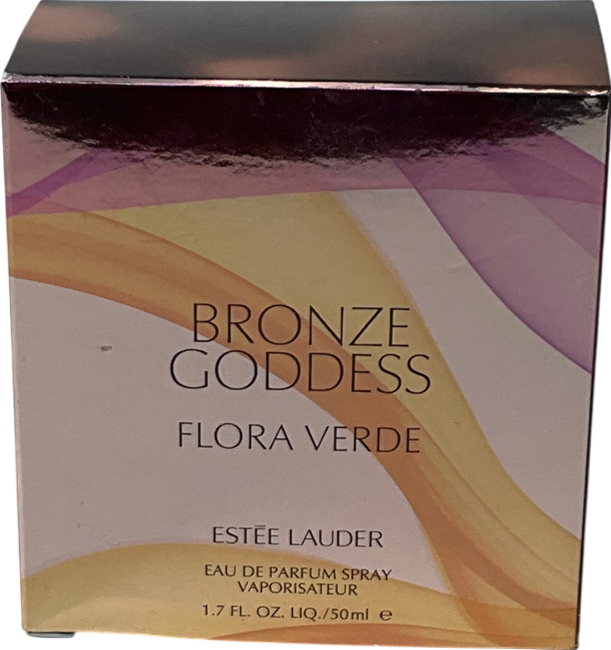 BRONZE
GODDESS
FLORA VERDE
ESTĒE LAUDER
EAU DE PARFUM SPRAY
VAPORISATEUR
1.7 FL. OZ. LIQ./50ml ℮